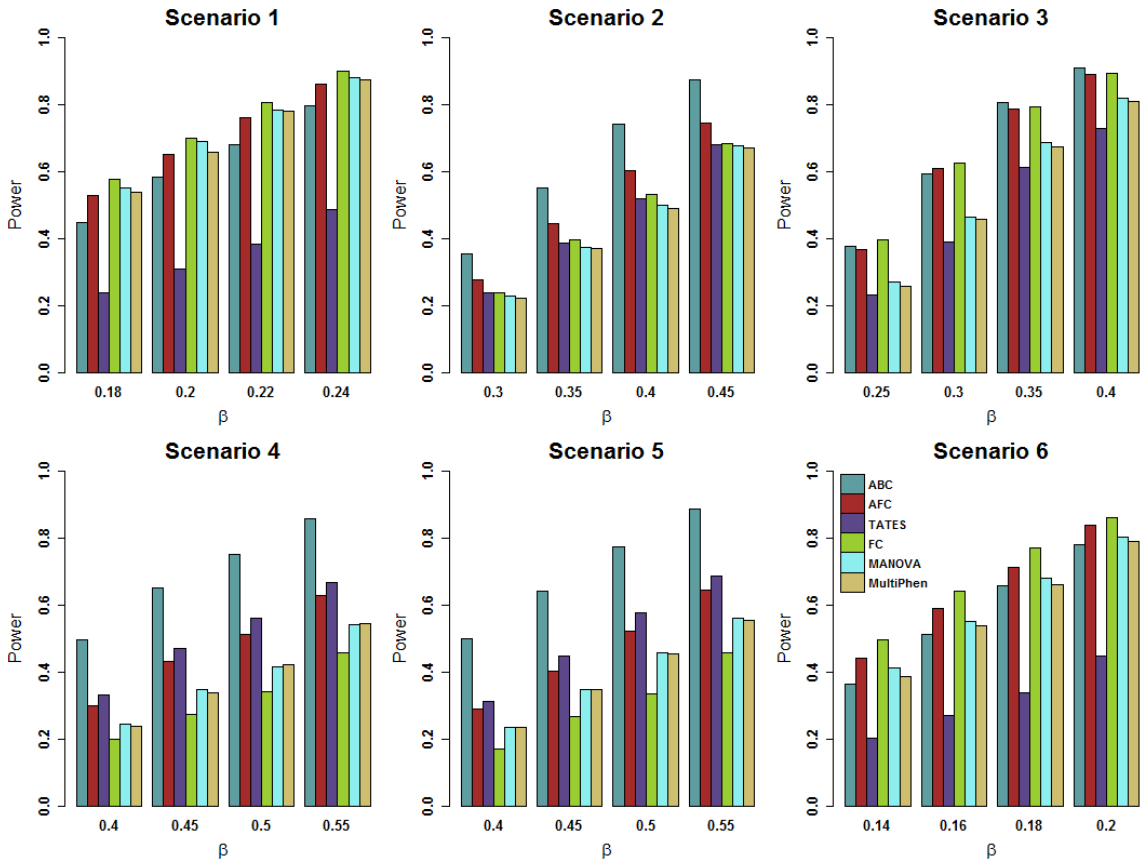 Scenario 1
Power
0.0 0.2 0.4 0.6 0.8 1.0
0.18 0.2 0.22 0.24
β
Scenario 2
Power
0.0 0.2 0.4 0.6 0.8 1.0
0.3 0.35 0.4 0.45
β
Scenario 3
Power
0.0 0.2 0.4 0.6 0.8 1.0
0.25 0.3 0.35 0.4
β
Scenario 4
Power
0.0 0.2 0.4 0.6 0.8 1.0
0.4 0.45 0.5 0.55
β
Scenario 5
Power
0.0 0.2 0.4 0.6 0.8 1.0
0.4 0.45 0.5 0.55
β
Scenario 6
Power
0.0 0.2 0.4 0.6 0.8 1.0
ABC
AFC
TATES
FC
MANOVA
MultiPhen
0.14 0.16 0.18 0.2
β